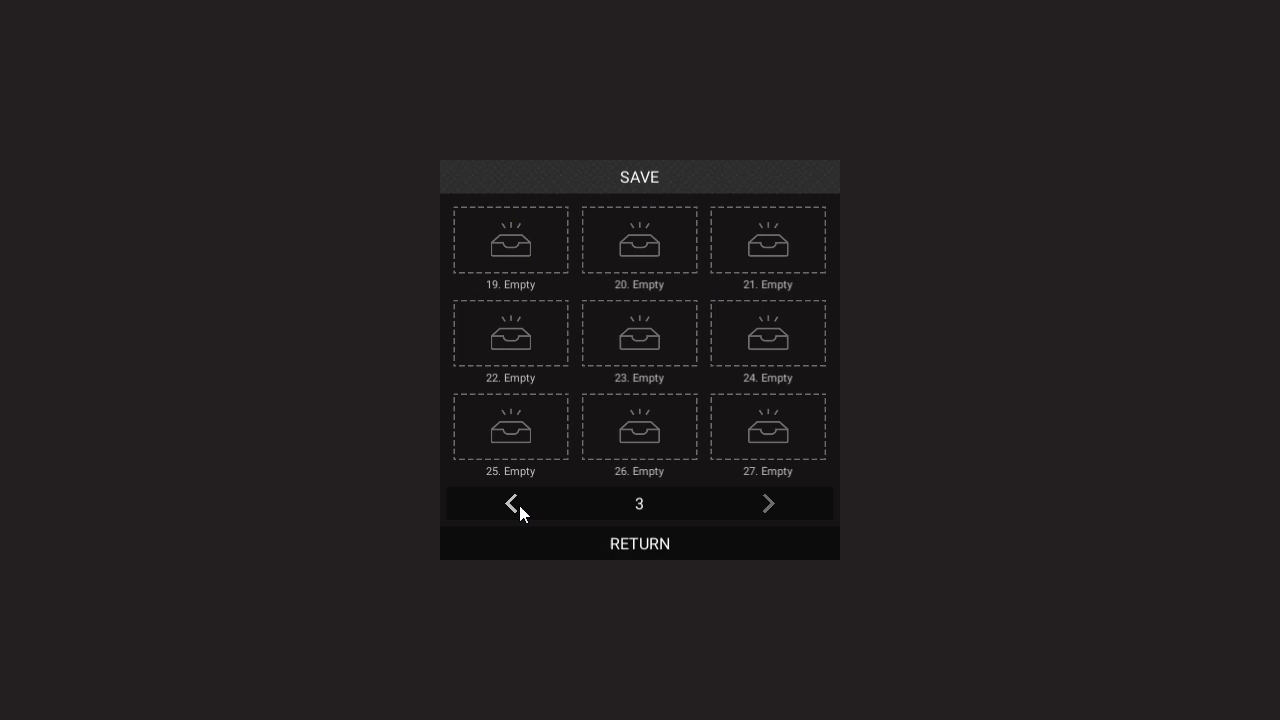 SAVE
19. Empty 20. Empty 21. Empty
22. Empty 23. Empty 24. Empty
25. Empty 26. Empty 27. Empty
3
RETURN